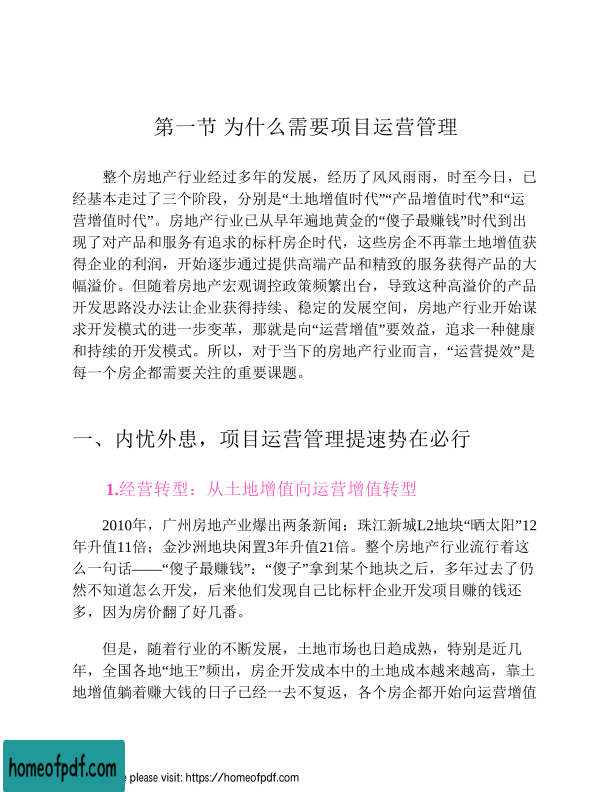 第一节 为什么需要项目运营管理
整个房地产行业经过多年的发展，经历了风风雨雨，时至今日，已
经基本走过了三个阶段，分别是“土地增值时代”“产品增值时代”和“运
营增值时代”。房地产行业已从早年遍地黄金的“傻子最赚钱”时代到出
现了对产品和服务有追求的标杆房企时代，这些房企不再靠土地增值获
得企业的利润，开始逐步通过提供高端产品和精致的服务获得产品的大
幅溢价。但随着房地产宏观调控政策频繁出台，导致这种高溢价的产品
开发思路没办法让企业获得持续、稳定的发展空间，房地产行业开始谋
求开发模式的进一步变革，那就是向“运营增值”要效益，追求一种健康
和持续的开发模式。所以，对于当下的房地产行业而言，“运营提效”是
每一个房企都需要关注的重要课题。
一、内忧外患，项目运营管理提速势在必行
1.经营转型：从土地增值向运营增值转型
2010年，广州房地产业爆出两条新闻：珠江新城L2地块“晒太阳”12
年升值11倍；金沙洲地块闲置3年升值21倍。整个房地产行业流行着这
么一句话——“傻子最赚钱”：“傻子”拿到某个地块之后，多年过去了仍
然不知道怎么开发，后来他们发现自己比标杆企业开发项目赚的钱还
多，因为房价翻了好几番。
但是，随着行业的不断发展，土地市场也日趋成熟，特别是近几
年，全国各地“地王”频出，房企开发成本中的土地成本越来越高，靠土
地增值躺着赚大钱的日子已经一去不复返，各个房企都开始向运营增值
homeofpdf.com
e please visit: https://homeofpdf.com